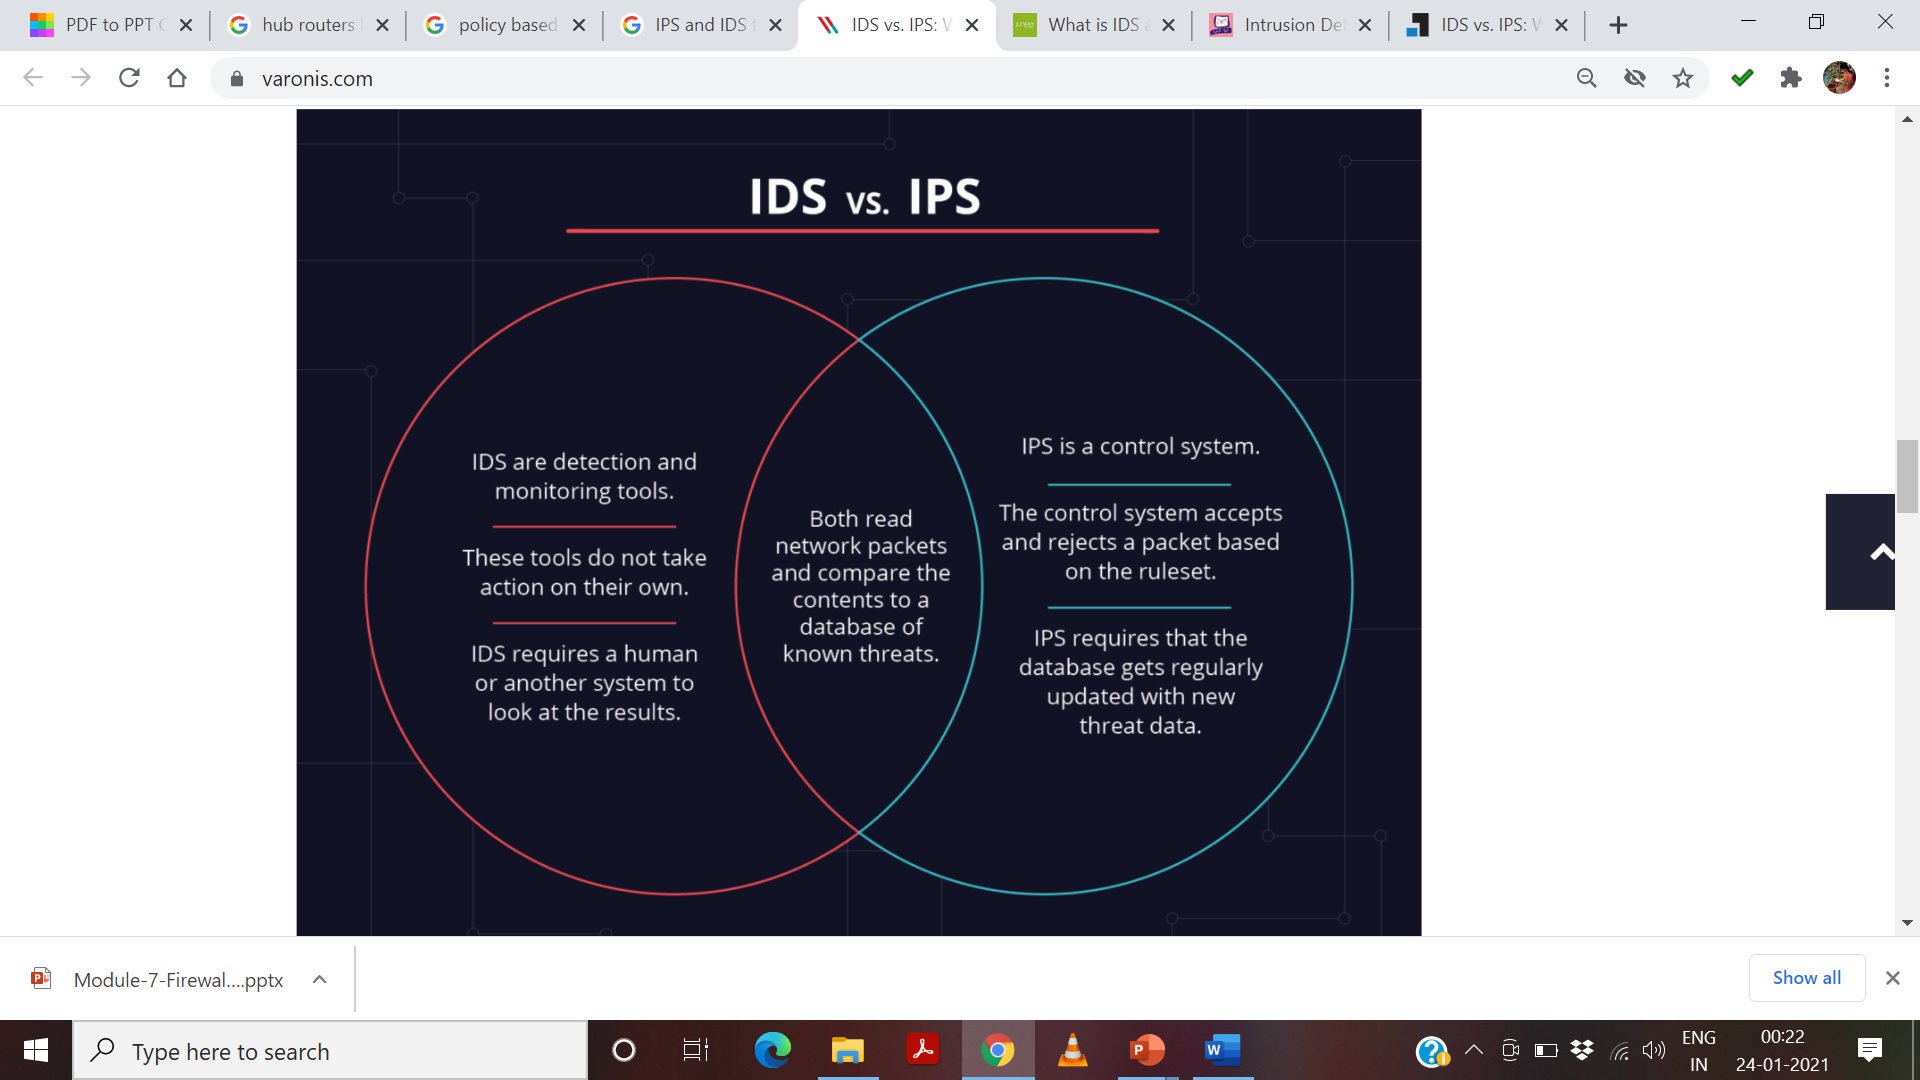 PDF to PPT C
hub routers
policy based
IPS and IDS t
IDS vs. IPS: W
What is IDS a
Intrusion Det
IDS vs. IPS: W
varonis.com
IDS vs. IPS
IDS are detection and
monitoring tools.
These tools do not take
action on their own.
IDS requires a human
or another system to
look at the results.
Both read
network packets
and compare the
contents to a
database of
known threats.
IPS is a control system.
The control system accepts
and rejects a packet based
on the ruleset.
IPS requires that the
database gets regularly
updated with new
threat data.
Module-7-Firewal....pptx
Show all
Type here to search
ENG
IN
00:22
24-01-2021